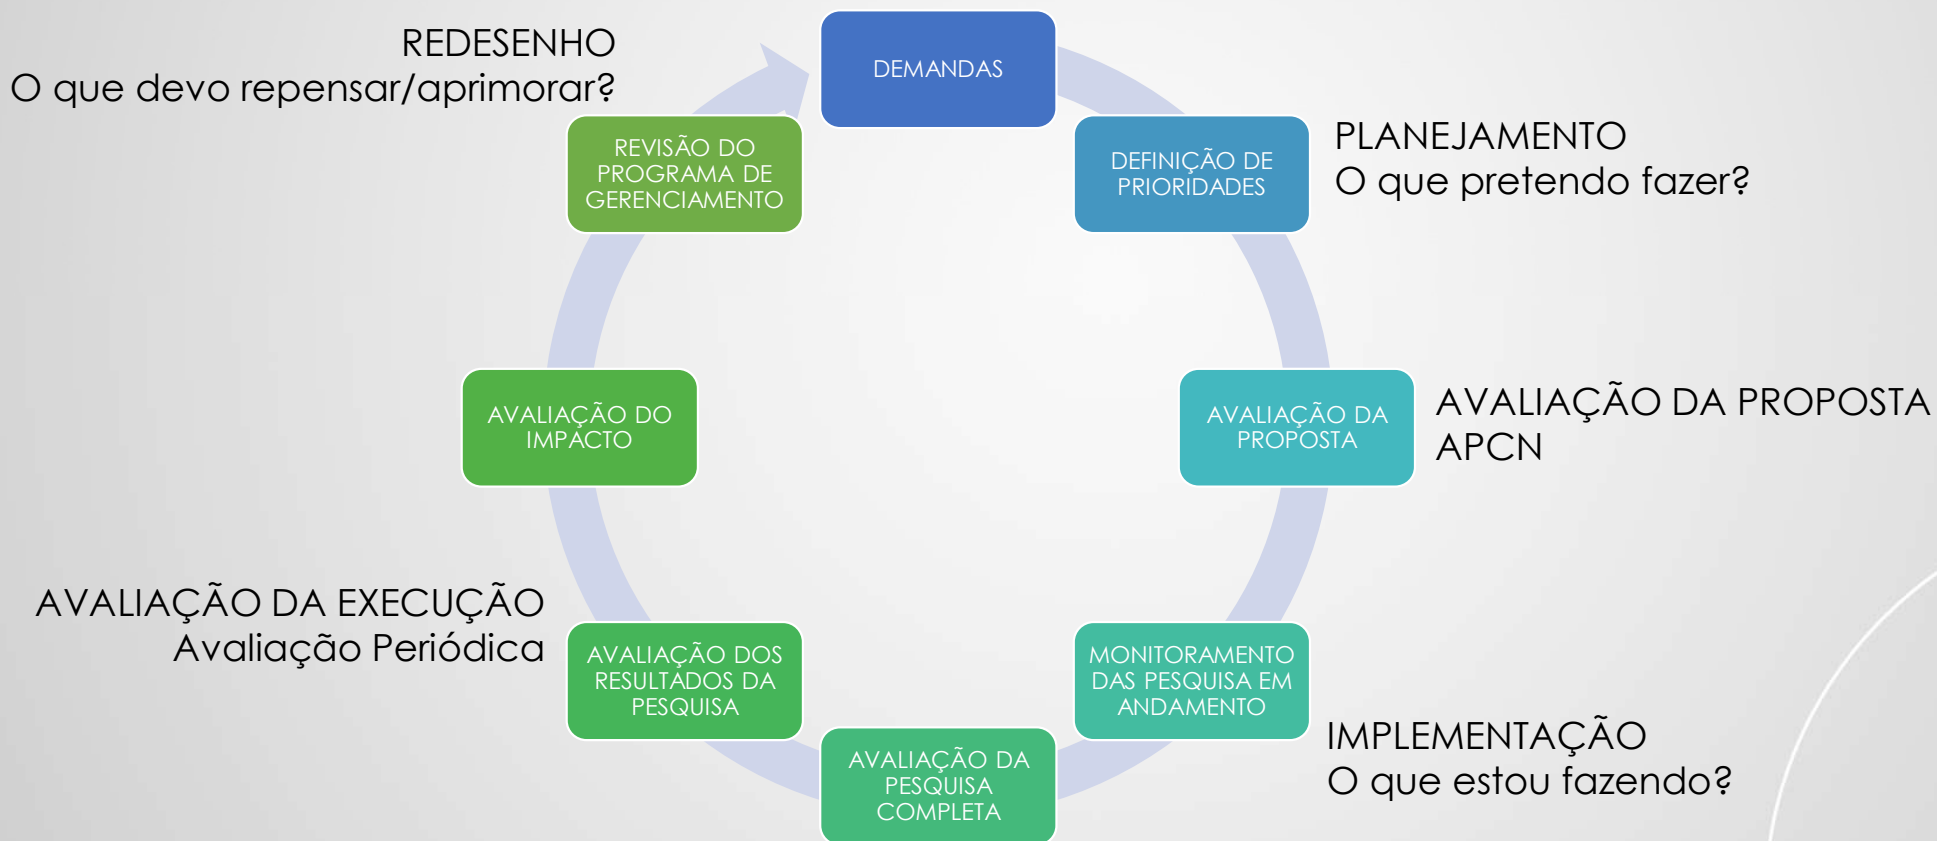 DEMANDAS
DEFINIÇÃO DE
PRIORIDADES
PLANEJAMENTO
O que pretendo fazer?
AVALIAÇÃO DA
PROPOSTA
AVALIAÇÃO DA PROPOSTA
APCN
MONITORAMENTO
DAS PESQUISA EM
ANDAMENTO
IMPLEMENTAÇÃO
O que estou fazendo?
AVALIAÇÃO DA
PESQUISA
COMPLETA
AVALIAÇÃO DOS
RESULTADOS DA
PESQUISA
AVALIAÇÃO DA EXECUÇÃO
Avaliação Periódica
AVALIAÇÃO DO
IMPACTO
REVISÃO DO
PROGRAMA DE
GERENCIAMENTO
REDESENHO
O que devo repensar/aprimorar?